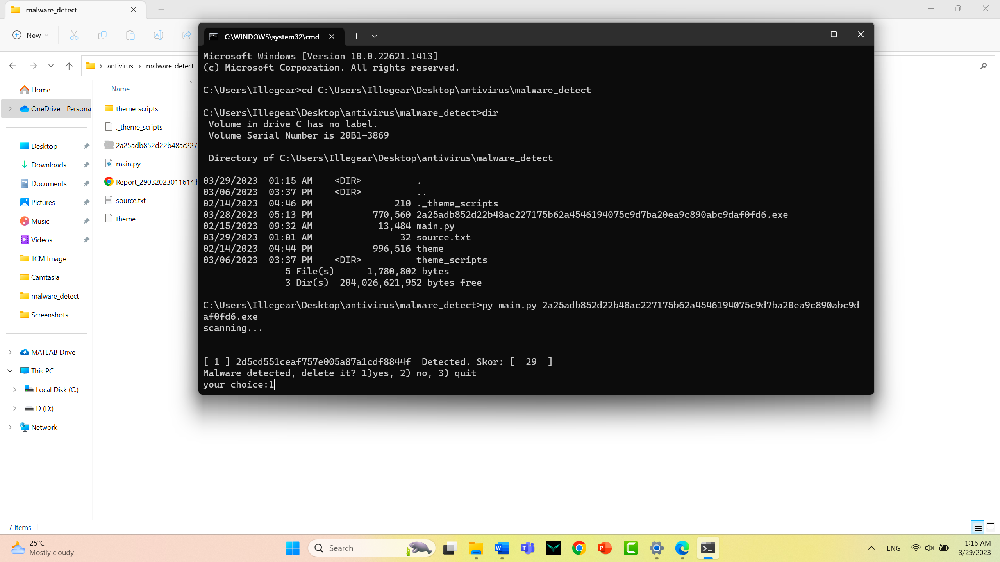 malware_detect
New
antivirus > malware_detect
Name
Home
OneDrive - Persona
Desktop
Downloads
Documents
Pictures
Music
Videos
TCM Image
Camtasia
malware_detect
Screenshots
MATLAB Drive
This PC
Local Disk (C:)
D (D:)
Network
theme_scripts
._theme_scripts
2a25adb852d22b48ac227
main.py
Report_29032023011614.h
source.txt
theme
C:\WINDOWS\system32\cmd.
Microsoft Windows [Version 10.0.22621.1413]
(c) Microsoft Corporation. All rights reserved.
C:\Users\Illegear>cd C:\Users\Illegear\Desktop\antivirus\malware_detect
C:\Users\Illegear\Desktop\antivirus\malware_detect>dir
Volume in drive C has no label.
Volume Serial Number is 20B1-3869
Directory of C:\Users\Illegear\Desktop\antivirus\malware_detect
03/29/2023  01:15 AM    <DIR>          .
03/06/2023  03:37 PM    <DIR>          ..
02/14/2023  04:46 PM               210 ._theme_scripts
03/28/2023  05:13 PM           770,560 2a25adb852d22b48ac227175b62a4546194075c9d7ba20ea9c890abc9daf0fd6.exe
02/15/2023  09:32 AM            13,484 main.py
03/29/2023  01:01 AM                32 source.txt
02/14/2023  04:44 PM           996,516 theme
03/06/2023  03:37 PM    <DIR>          theme_scripts
5 File(s)      1,780,802 bytes
3 Dir(s)  204,026,621,952 bytes free
C:\Users\Illegear\Desktop\antivirus\malware_detect>py main.py 2a25adb852d22b48ac227175b62a4546194075c9d7ba20ea9c890abc9d
af0fd6.exe
scanning...
[ 1 ] 2d5cd551ceaf757e005a87a1cdf8844f  Detected. Skor: [  29  ]
Malware detected, delete it? 1)yes, 2) no, 3) quit
your choice:1
7 items
25°C
Mostly cloudy
Search
ENG
1:16 AM
3/29/2023